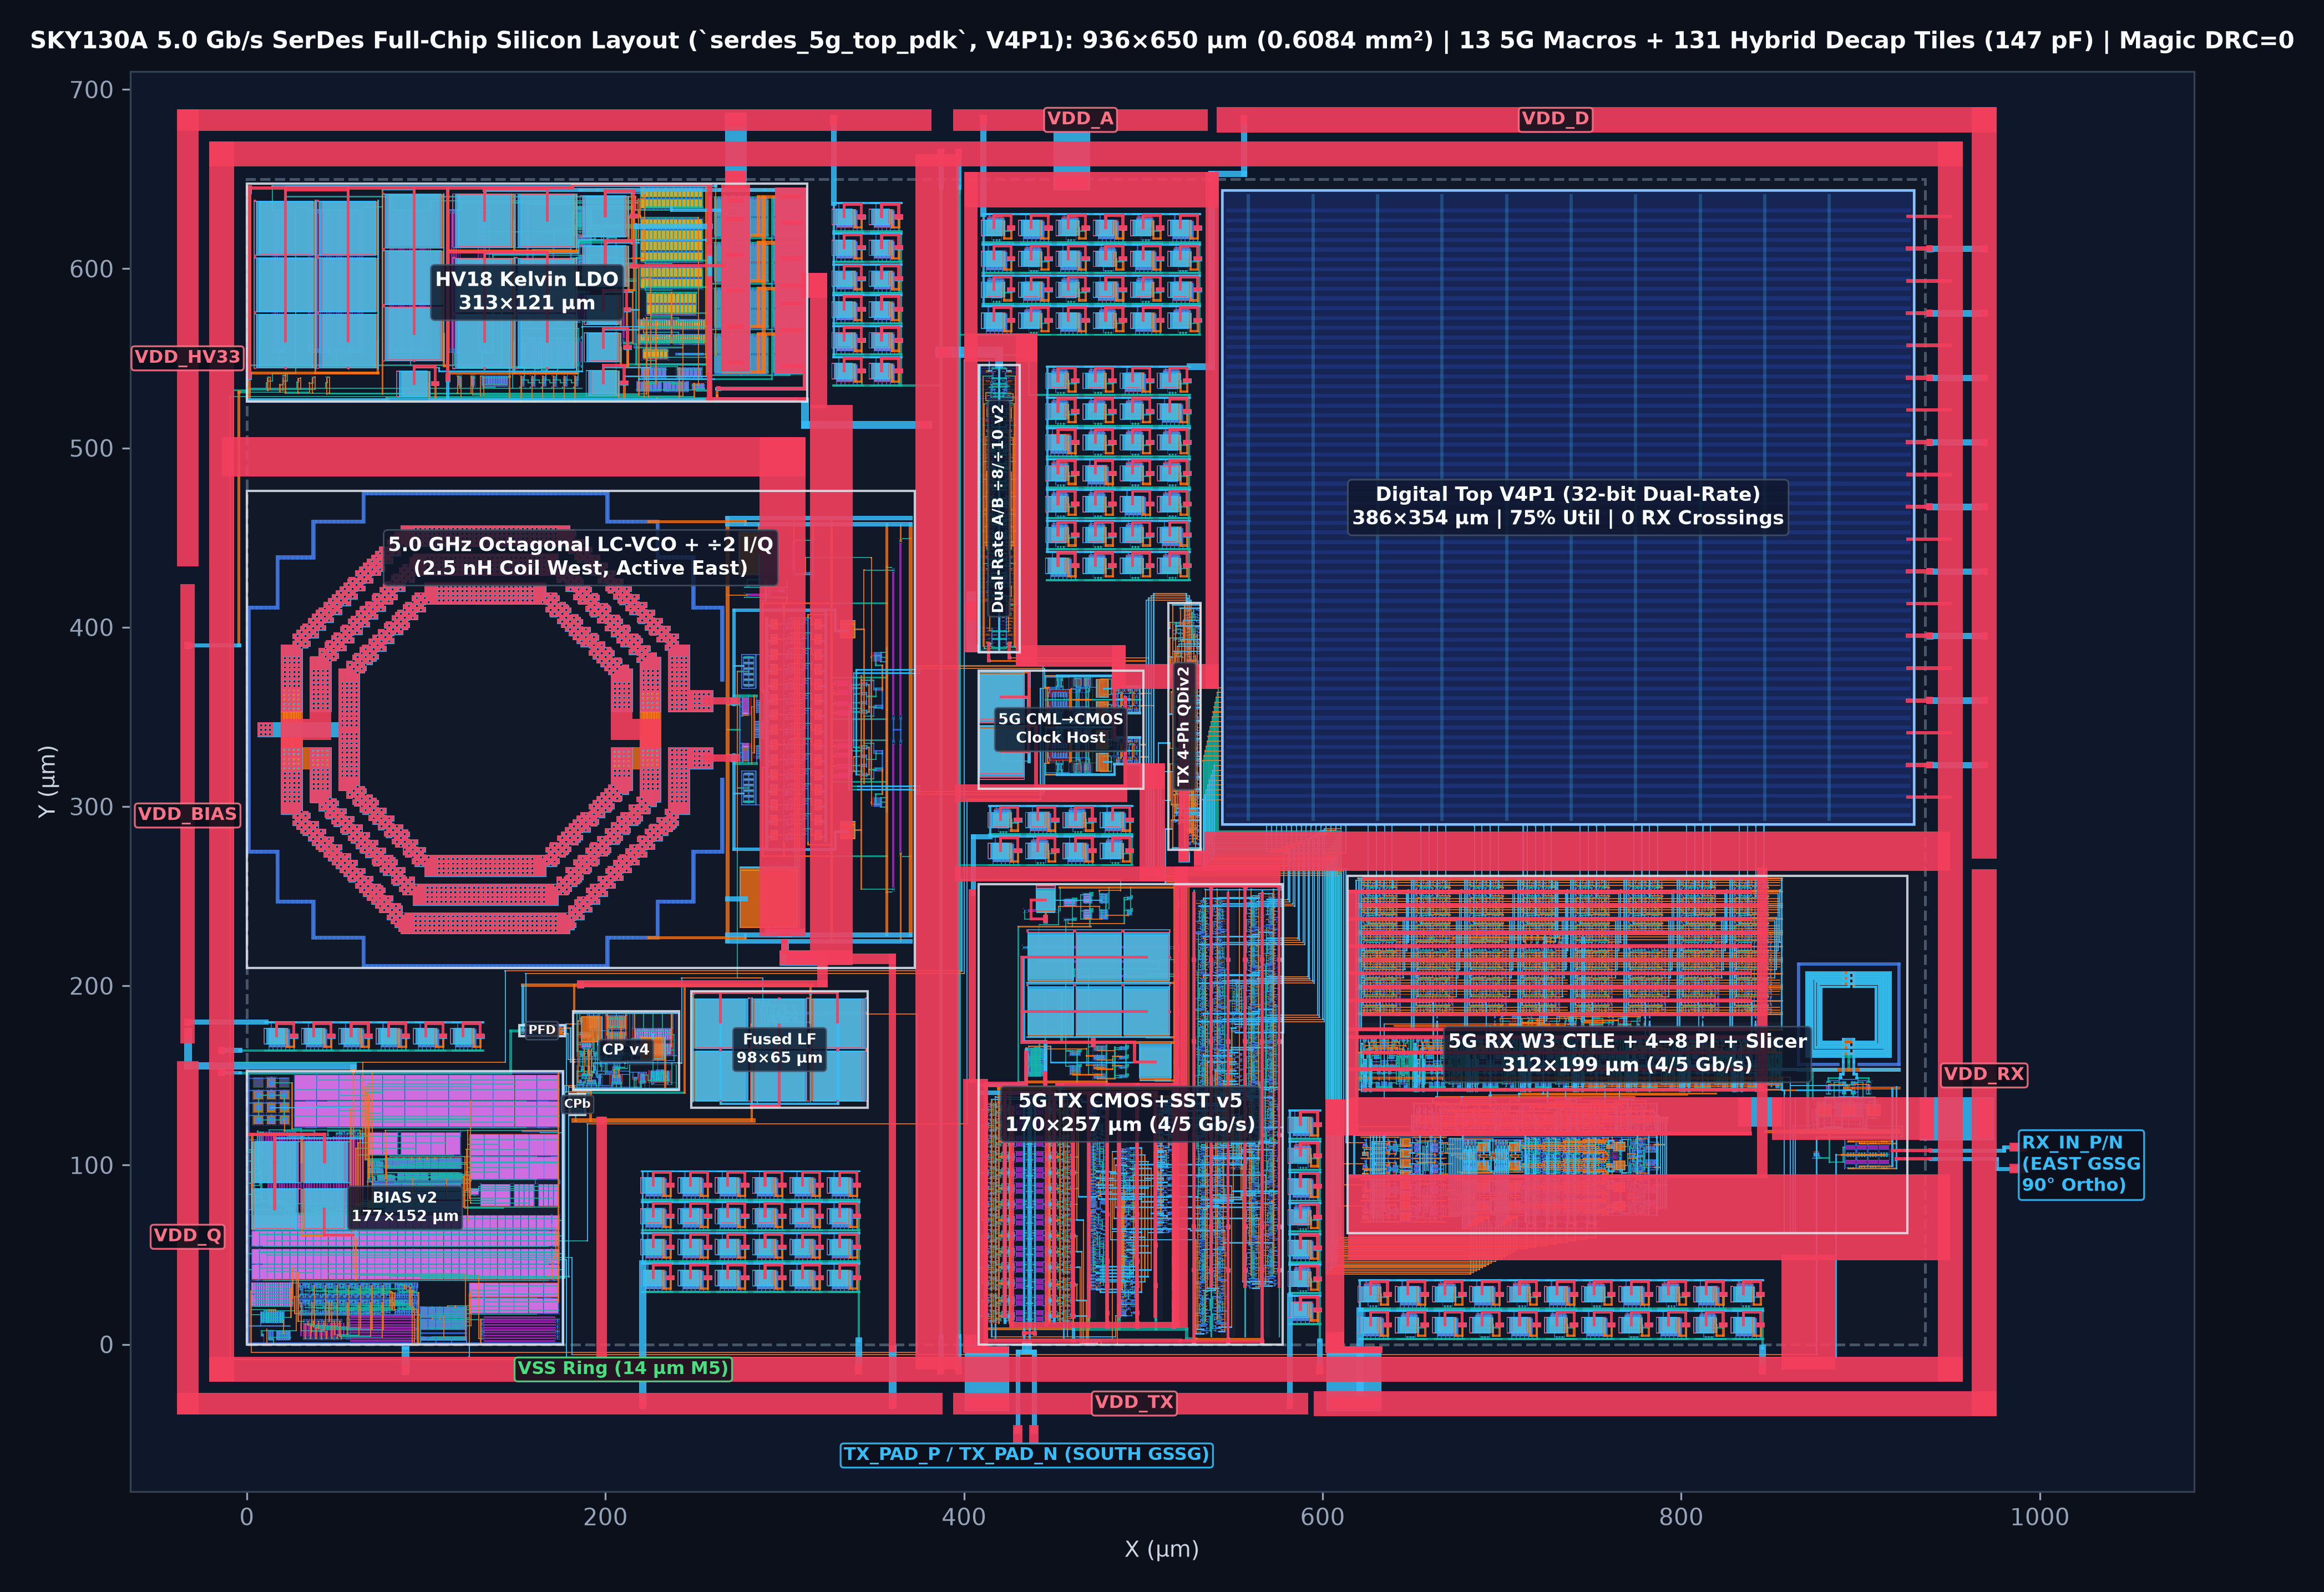 SKY130A 5.0 Gb/s SerDes Full-Chip Silicon Layout (`serdes_5g_top_pdk`, V4P1): 936×650 µm (0.6084 mm²) | 13 5G Macros + 131 Hybrid Decap Tiles (147 pF) | Magic DRC=0
700
600
500
400
300
200
100
0
Y (µm)
VDD_A
VDD_D
HV18 Kelvin LDO
313×121 µm
VDD_HV33
Dual-Rate A/B ÷8/÷10 v2
Digital Top V4P1 (32-bit Dual-Rate)
386×354 µm | 75% Util | 0 RX Crossings
5.0 GHz Octagonal LC-VCO + ÷2 I/Q
(2.5 nH Coil West, Active East)
5G CML→CMOS
Clock Host
TX 4-Ph QDiv2
VDD_BIAS
PFD
CP v4
Fused LF
98×65 µm
CPb
5G RX W3 CTLE + 4→8 PI + Slicer
312×199 µm (4/5 Gb/s)
VDD_RX
5G TX CMOS+SST v5
170×257 µm (4/5 Gb/s)
RX_IN_P/N
(EAST GSSG
90° Ortho)
BIAS v2
177×152 µm
VDD_Q
VSS Ring (14 µm M5)
VDD_TX
TX_PAD_P / TX_PAD_N (SOUTH GSSG)
0
200
400
600
800
1000
X (µm)